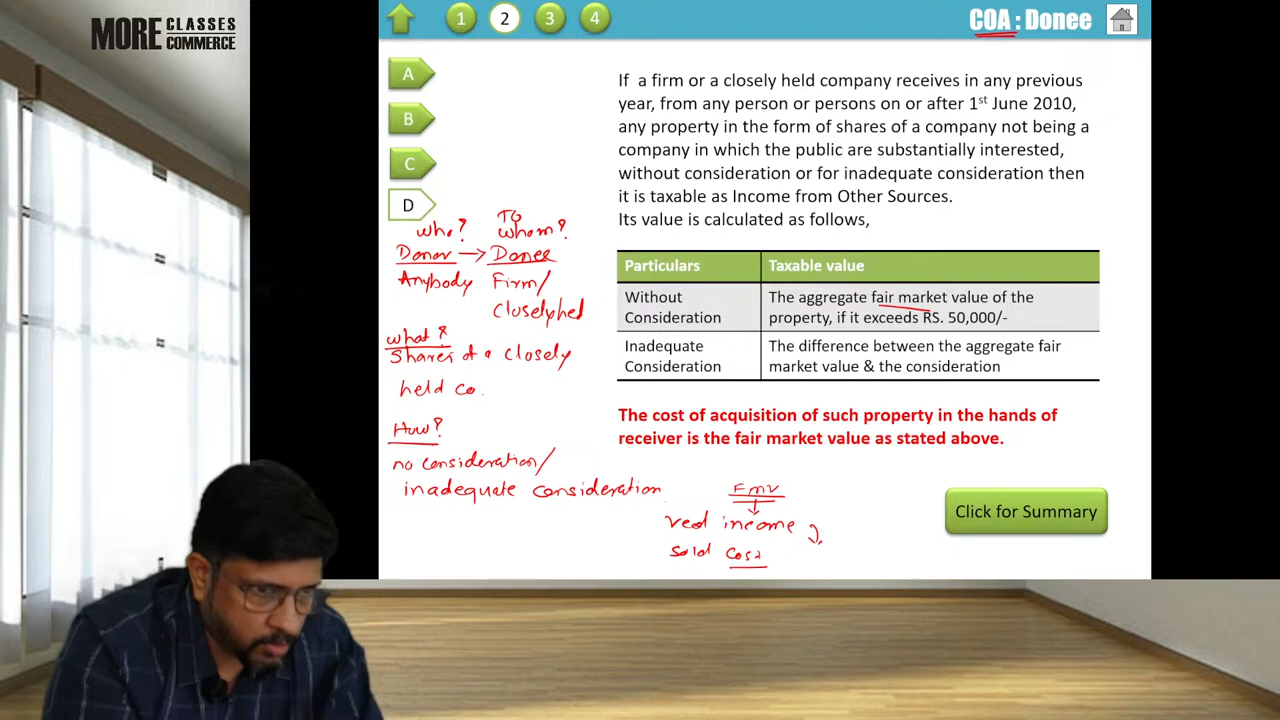 MORE CLASSES COMMERCE
1 2 3 4
COA : Donee
A
B
C
D
If a firm or a closely held company receives in any previous
year, from any person or persons on or after 1st June 2010,
any property in the form of shares of a company not being a
company in which the public are substantially interested,
without consideration or for inadequate consideration then
it is taxable as Income from Other Sources.
Its value is calculated as follows,
Particulars Taxable value
Without The aggregate fair market value of the
Consideration property, if it exceeds RS. 50,000/-
Inadequate The difference between the aggregate fair
Consideration market value & the consideration
The cost of acquisition of such property in the hands of
receiver is the fair market value as stated above.
Click for Summary
To
who? whom?
Donor → Donee
Anybody Firm/
closelyhed
what?
Shares of a closely
held co.
How?
no consideration/
inadequate consideration
FMV
income
sold cost